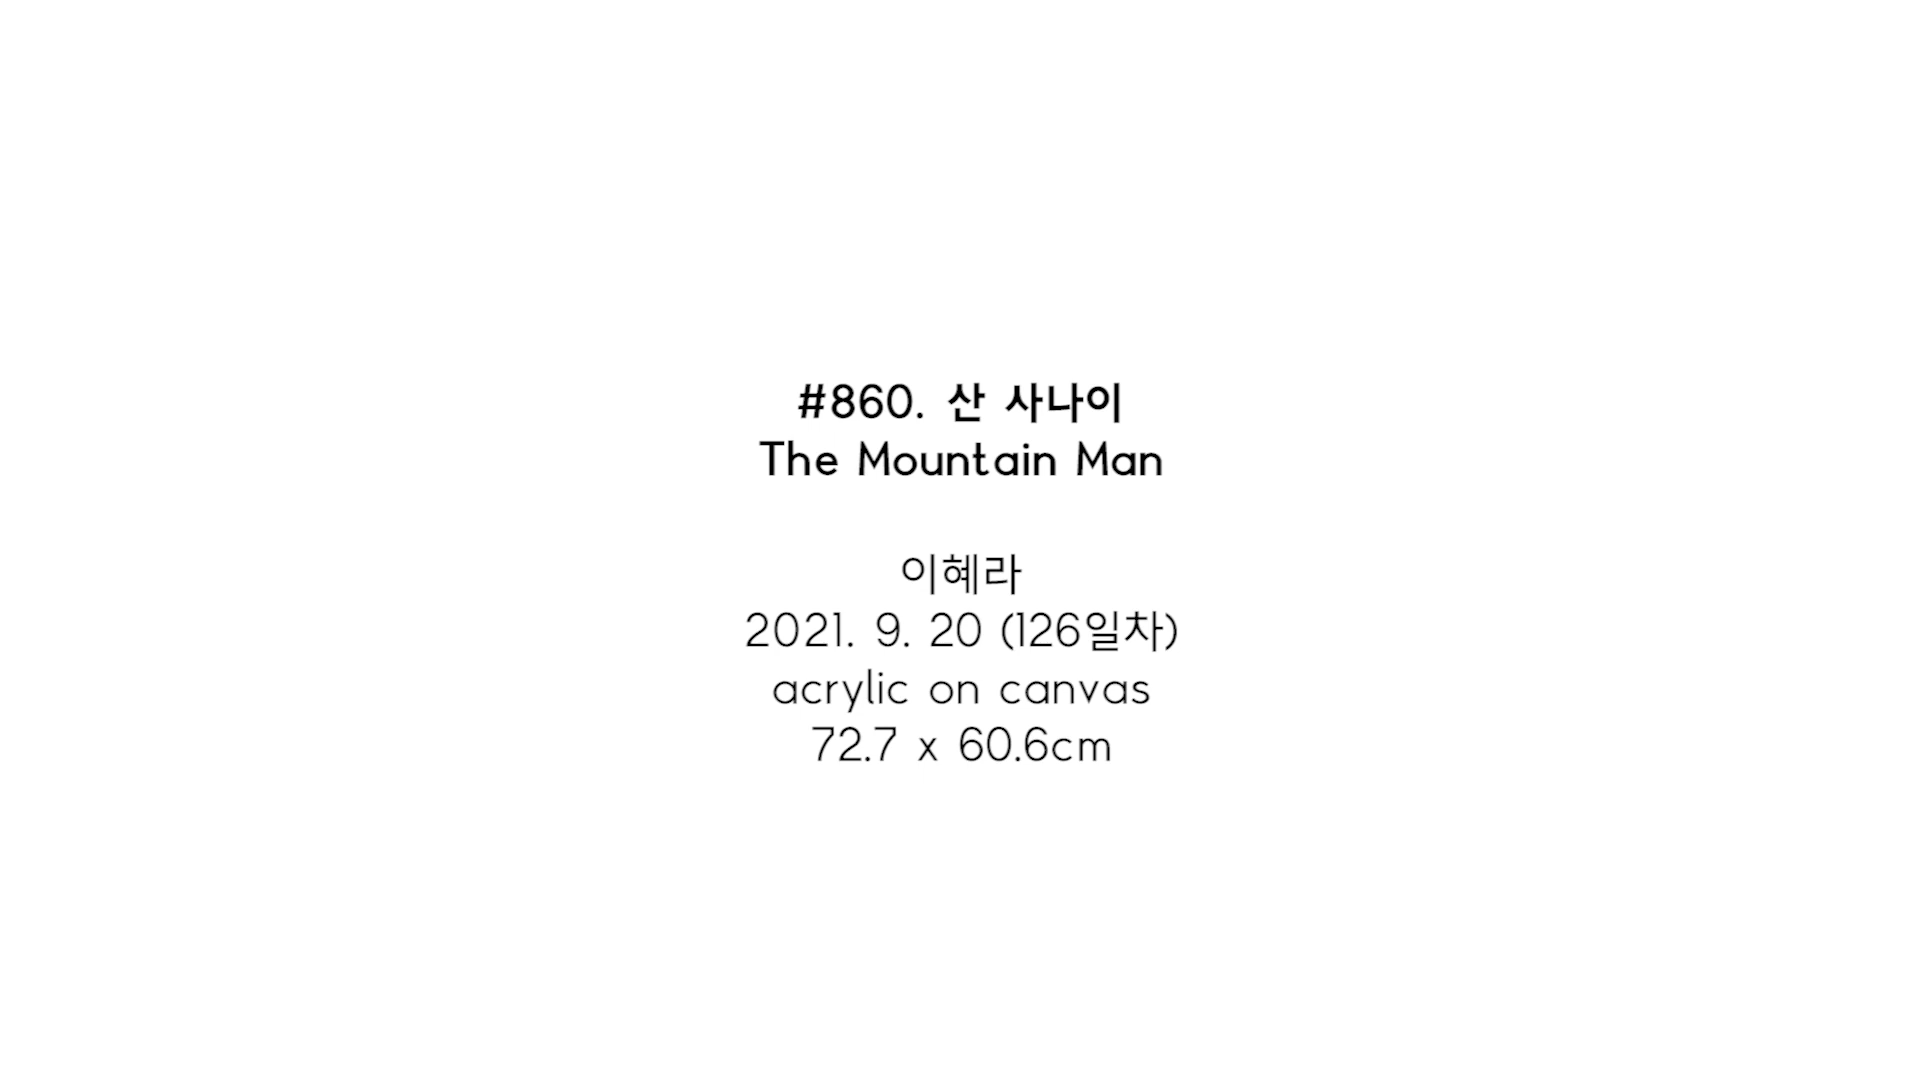 #860. 산 사나이
The Mountain Man
이혜라
2021. 9. 20 (126일차)
acrylic on canvas
72.7 x 60.6cm